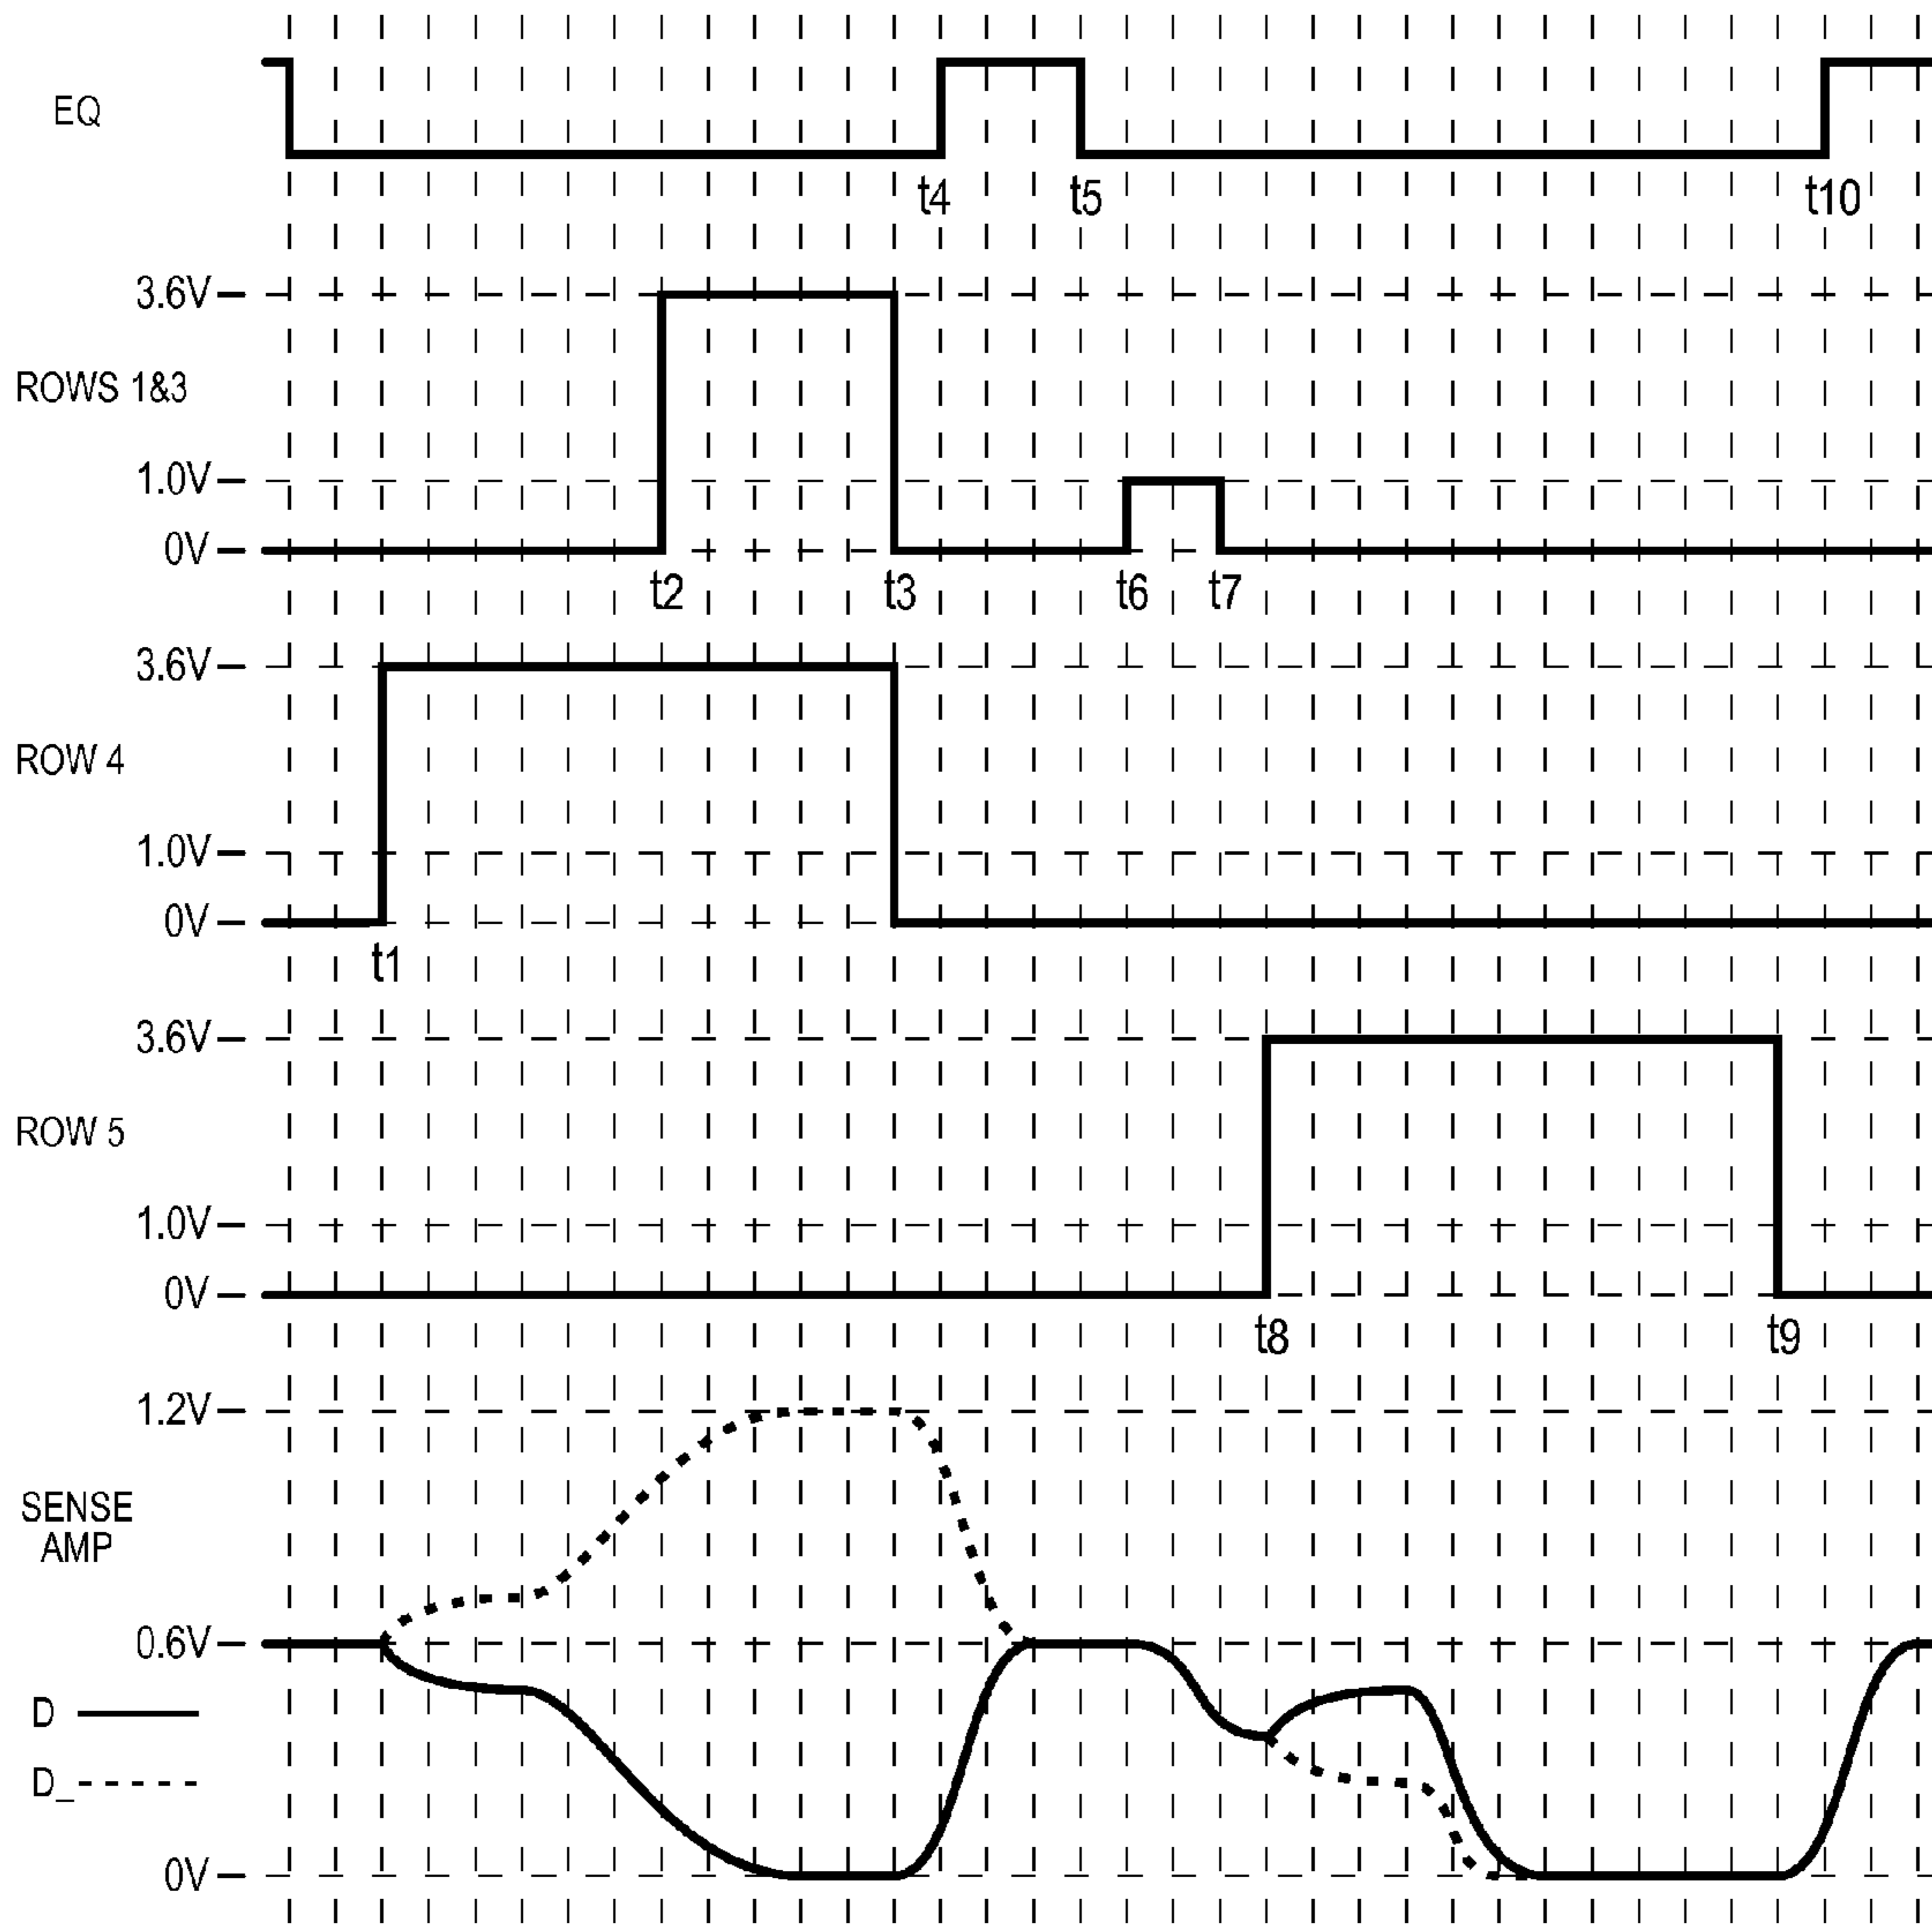 EQ
t4 t5 t10
3.6V
ROWS 1&3
1.0V
0V
t2 t3 t6 t7
3.6V
ROW 4
1.0V
0V
t1
3.6V
ROW 5
1.0V
0V
t8 t9
1.2V
SENSE
AMP
0.6V
D
D_
0V